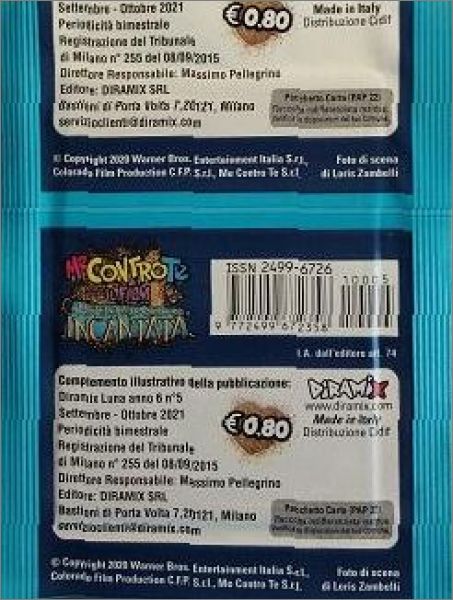 Settembre - Ottobre 2021
Periodicità bimestrale
Registrazione del Tribunale
di Milano n° 255 del 08/09/2015
Direttore Responsabile: Massimo Pellegrino
Editore: DIRAMIX SRL
Bastioni di Porta Volta 7,20121, Milano
servizioclienti@diramix.com
€0.80
Made in Italy
Distribuzione Cidif
Pacchetto Carta (PAP 22)
© Copyright 2020 Warner Bros. Entertainment Italia S.r.l.,
Colorado Film Production C.F.P. S.r.l., Me Contro Te S.r.l
Foto di scena
di Loris Zambelli
Me CONTRO Te
IL FILM
INCANTATA
ISSN 2499-6726
10005
9 772499 672558
I.A. dall'editore art. 74
Complemento illustrativo della pubblicazione:
Diramix Luna anno 6 n°5
Settembre - Ottobre 2021
Periodicità bimestrale
Registrazione del Tribunale
di Milano n° 255 del 08/09/2015
Direttore Responsabile: Massimo Pellegrino
Editore: DIRAMIX SRL
Bastioni di Porta Volta 7,20121, Milano
servizioclienti@diramix.com
€0.80
DIRAMIX
www.diramix.com
Made in Italy
Distribuzione Cidif
Pacchetto Carta (PAP 22)
© Copyright 2020 Warner Bros. Entertainment Italia S.r.l.,
Colorado Film Production C.F.P. S.r.l., Me Contro Te S.r.l.
Foto di scena
di Loris Zambelli